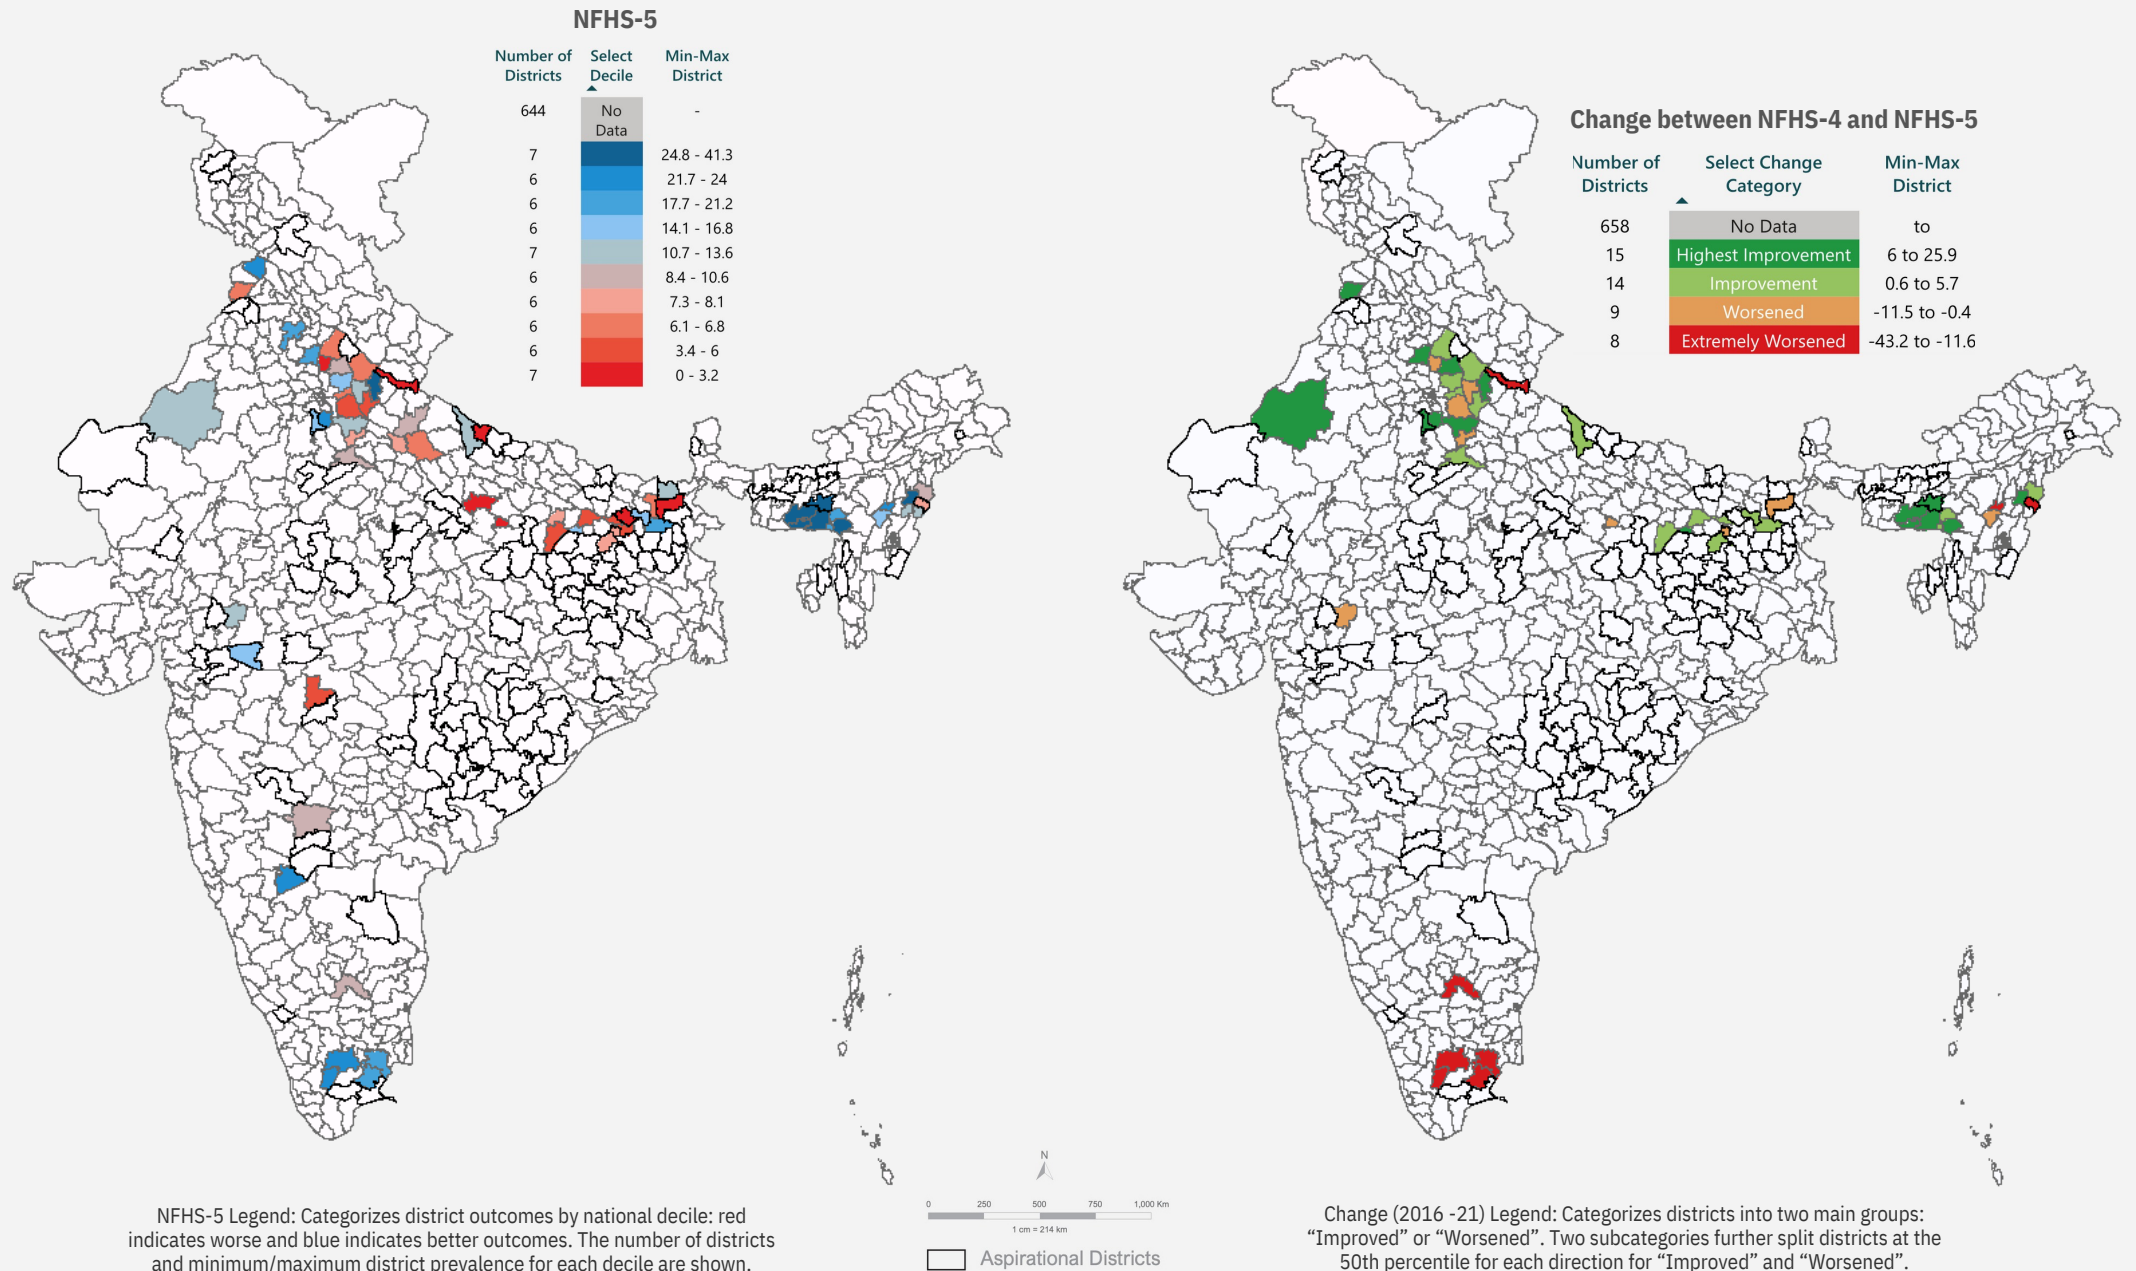 NFHS-5
Number of Districts Select Decile Min-Max District
644 No Data -
7 24.8 - 41.3
6 21.7 - 24
6 17.7 - 21.2
6 14.1 - 16.8
7 10.7 - 13.6
6 8.4 - 10.6
6 7.3 - 8.1
6 6.1 - 6.8
6 3.4 - 6
7 0 - 3.2
Change between NFHS-4 and NFHS-5
Number of Districts Select Change Category Min-Max District
658 No Data to
15 Highest Improvement 6 to 25.9
14 Improvement 0.6 to 5.7
9 Worsened -11.5 to -0.4
8 Extremely Worsened -43.2 to -11.6
NFHS-5 Legend: Categorizes district outcomes by national decile: red
indicates worse and blue indicates better outcomes. The number of districts
and minimum/maximum district prevalence for each decile are shown.
N
0 250 500 750 1,000 Km
1 cm = 214 km
Aspirational Districts
Change (2016 -21) Legend: Categorizes districts into two main groups:
“Improved” or “Worsened”. Two subcategories further split districts at the
50th percentile for each direction for “Improved” and “Worsened”.